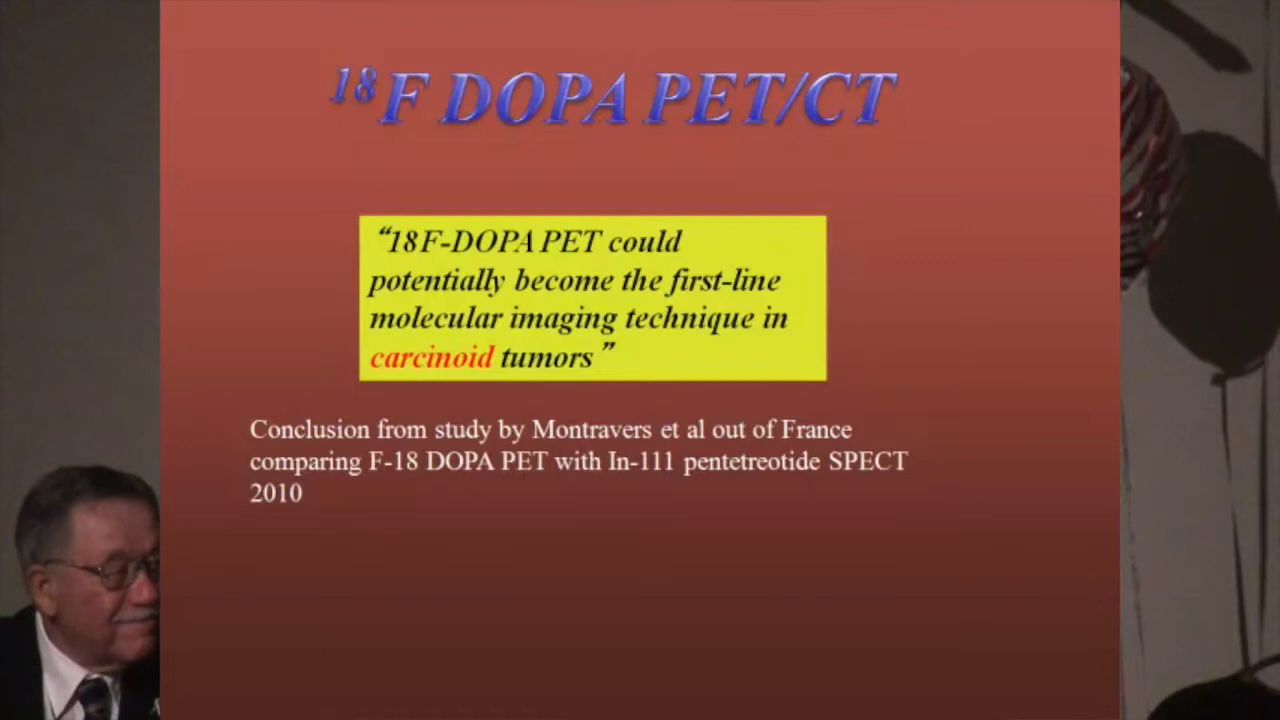 18F DOPA PET/CT
“18F-DOPA PET could
potentially become the first-line
molecular imaging technique in
carcinoid tumors”
Conclusion from study by Montravers et al out of France
comparing F-18 DOPA PET with In-111 pentetreotide SPECT
2010